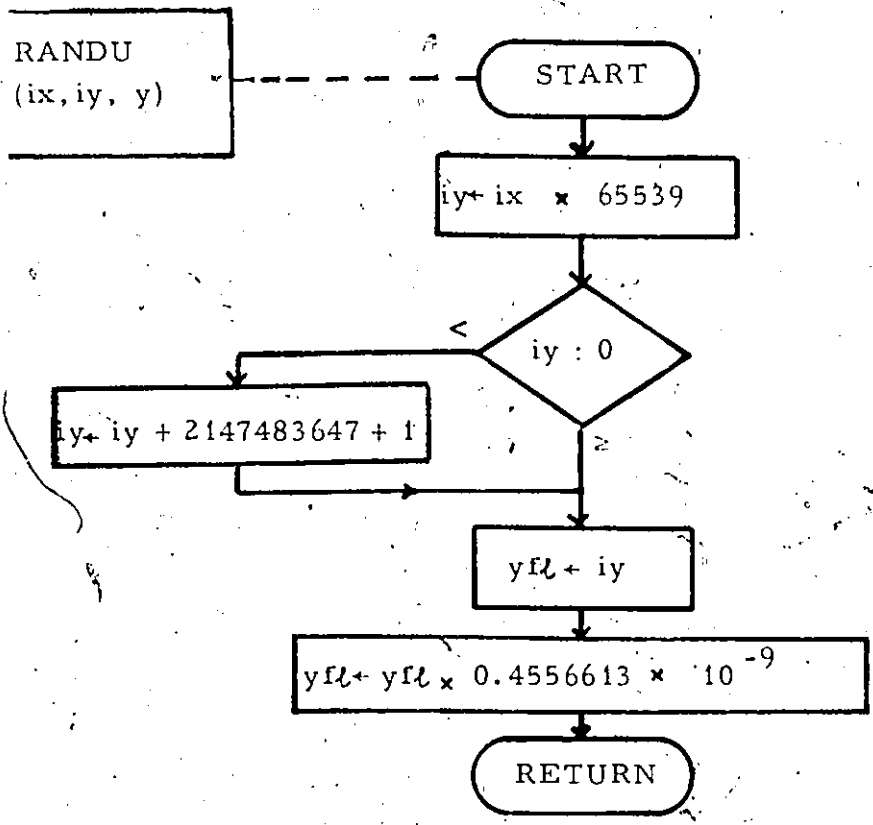 RANDU
(ix,iy, y)
START
iy← ix × 65539
<
iy : 0
iy← iy + 2147483647 + 1
≥
yfℓ ← iy
yfℓ← yfℓ × 0.4556613 × 10⁻⁹
RETURN